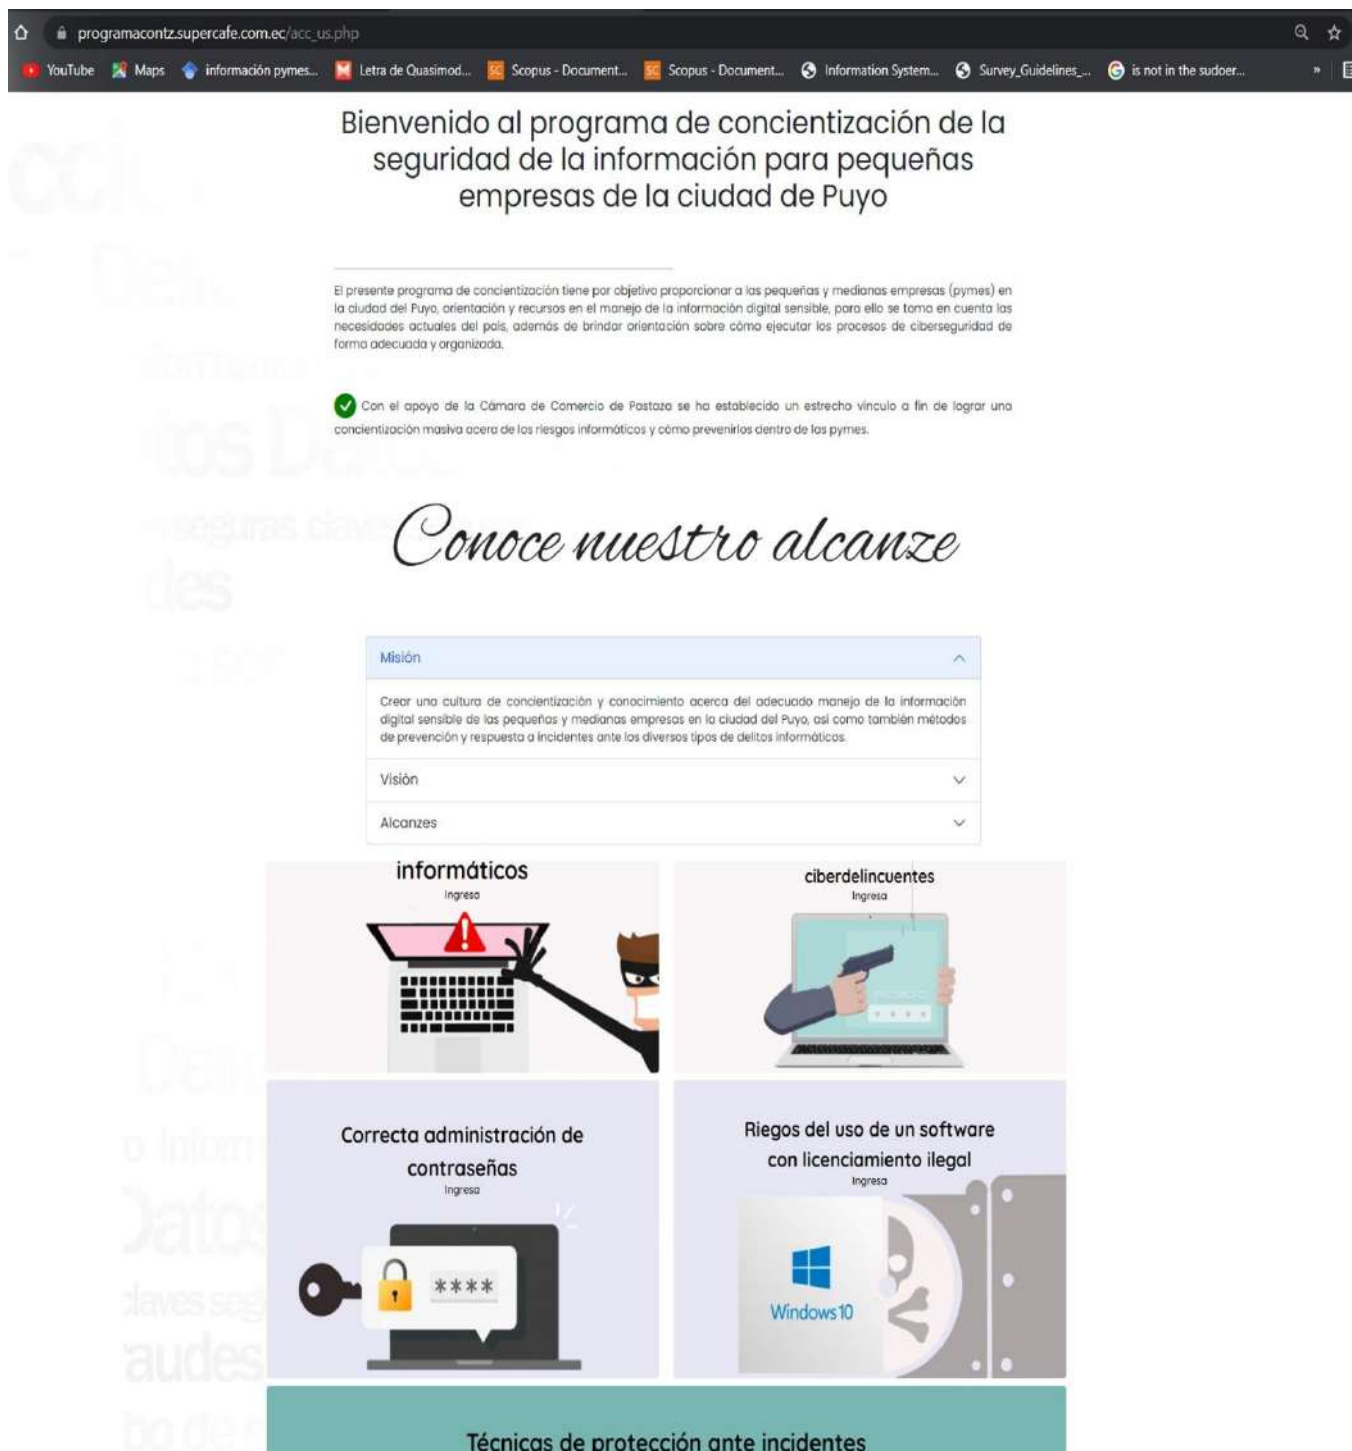 programacontz.supercafe.com.ec/acc_us.php
YouTube Maps información pymes... Letra de Quasimod... Scopus - Document... Scopus - Document... Information System... Survey_Guidelines_... is not in the sudoer... »
Bienvenido al programa de concientización de la
seguridad de la información para pequeñas
empresas de la ciudad de Puyo
El presente programa de concientización tiene por objetivo proporcionar a las pequeñas y medianas empresas (pymes) en
la ciudad del Puyo, orientación y recursos en el manejo de la información digital sensible, para ello se toma en cuenta las
necesidades actuales del país, además de brindar orientación sobre cómo ejecutar los procesos de ciberseguridad de
forma adecuada y organizada.
Con el apoyo de la Cámara de Comercio de Pastaza se ha establecido un estrecho vinculo a fin de lograr una
concientización masiva acera de los riesgos informáticos y cómo prevenirlos dentro de las pymes.
Conoce nuestro alcanze
Misión
Crear una cultura de concientización y conocimiento acerca del adecuado manejo de la información
digital sensible de las pequeñas y medianas empresas en la ciudad del Puyo, asi como también métodos
de prevención y respuesta a incidentes ante los diversos tipos de delitos informáticos.
Visión
Alcanzes
informáticos
Ingresa
ciberdelincuentes
Ingresa
Correcta administración de
contraseñas
Ingresa
****
Riegos del uso de un software
con licenciamiento ilegal
Ingresa
Windows 10
Técnicas de protección ante incidentes